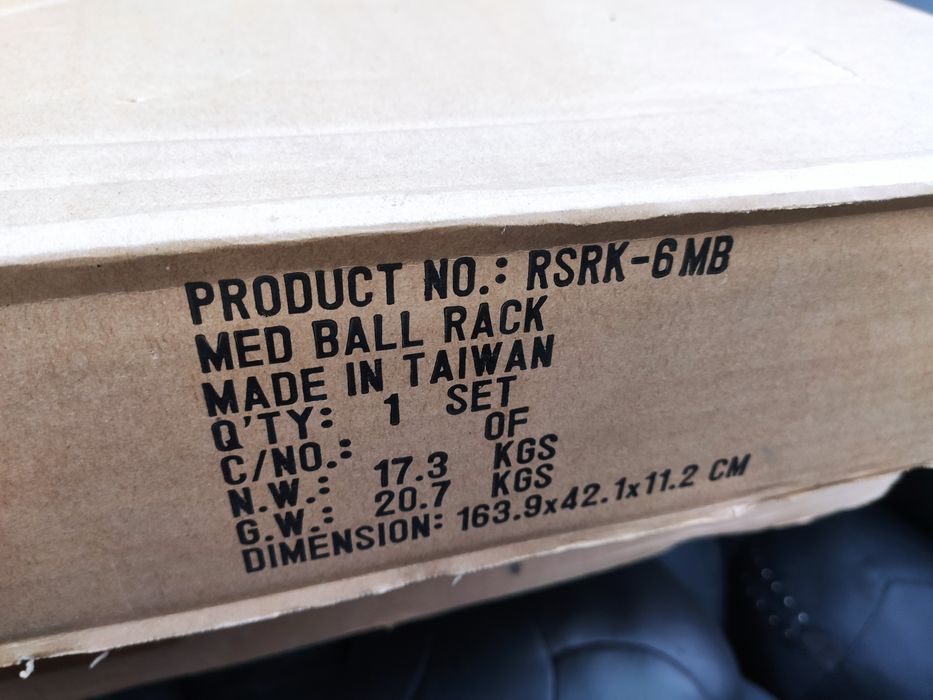 PRODUCT NO.: RSRK-6MB
MED BALL RACK
MADE IN TAIWAN
Q'TY: 1 SET
C/NO.: OF
N.W.: 17.3 KGS
G.W.: 20.7 KGS
DIMENSION: 163.9x42.1x11.2 CM